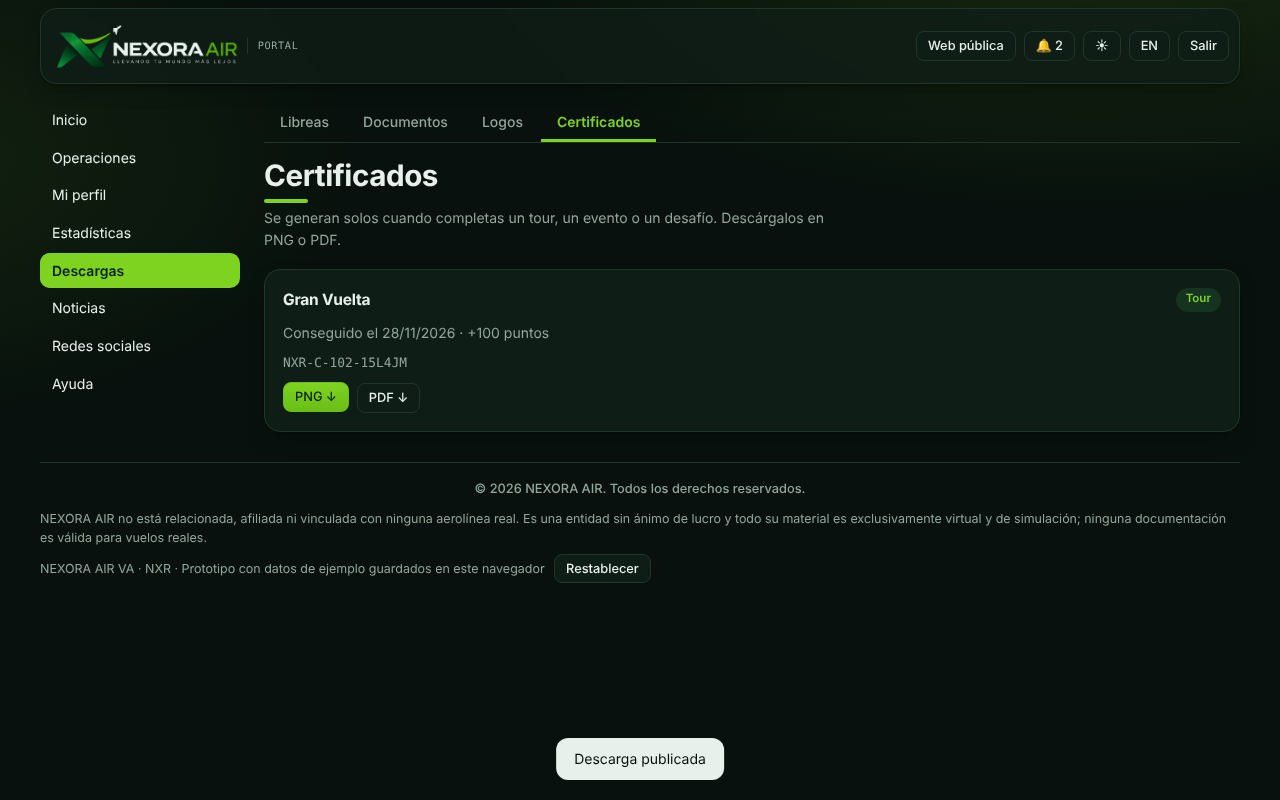 NEXORA AIR
LLEVANDO TU MUNDO MÁS LEJOS
PORTAL
Web pública
🔔 2
☀
EN
Salir
Inicio
Operaciones
Mi perfil
Estadísticas
Descargas
Noticias
Redes sociales
Ayuda
Libreas
Documentos
Logos
Certificados
Certificados
Se generan solos cuando completas un tour, un evento o un desafío. Descárgalos en
PNG o PDF.
Gran Vuelta
Tour
Conseguido el 28/11/2026 · +100 puntos
NXR-C-102-15L4JM
PNG ↓
PDF ↓
© 2026 NEXORA AIR. Todos los derechos reservados.
NEXORA AIR no está relacionada, afiliada ni vinculada con ninguna aerolínea real. Es una entidad sin ánimo de lucro y todo su material es exclusivamente virtual y de simulación; ninguna documentación
es válida para vuelos reales.
NEXORA AIR VA · NXR · Prototipo con datos de ejemplo guardados en este navegador
Restablecer
Descarga publicada